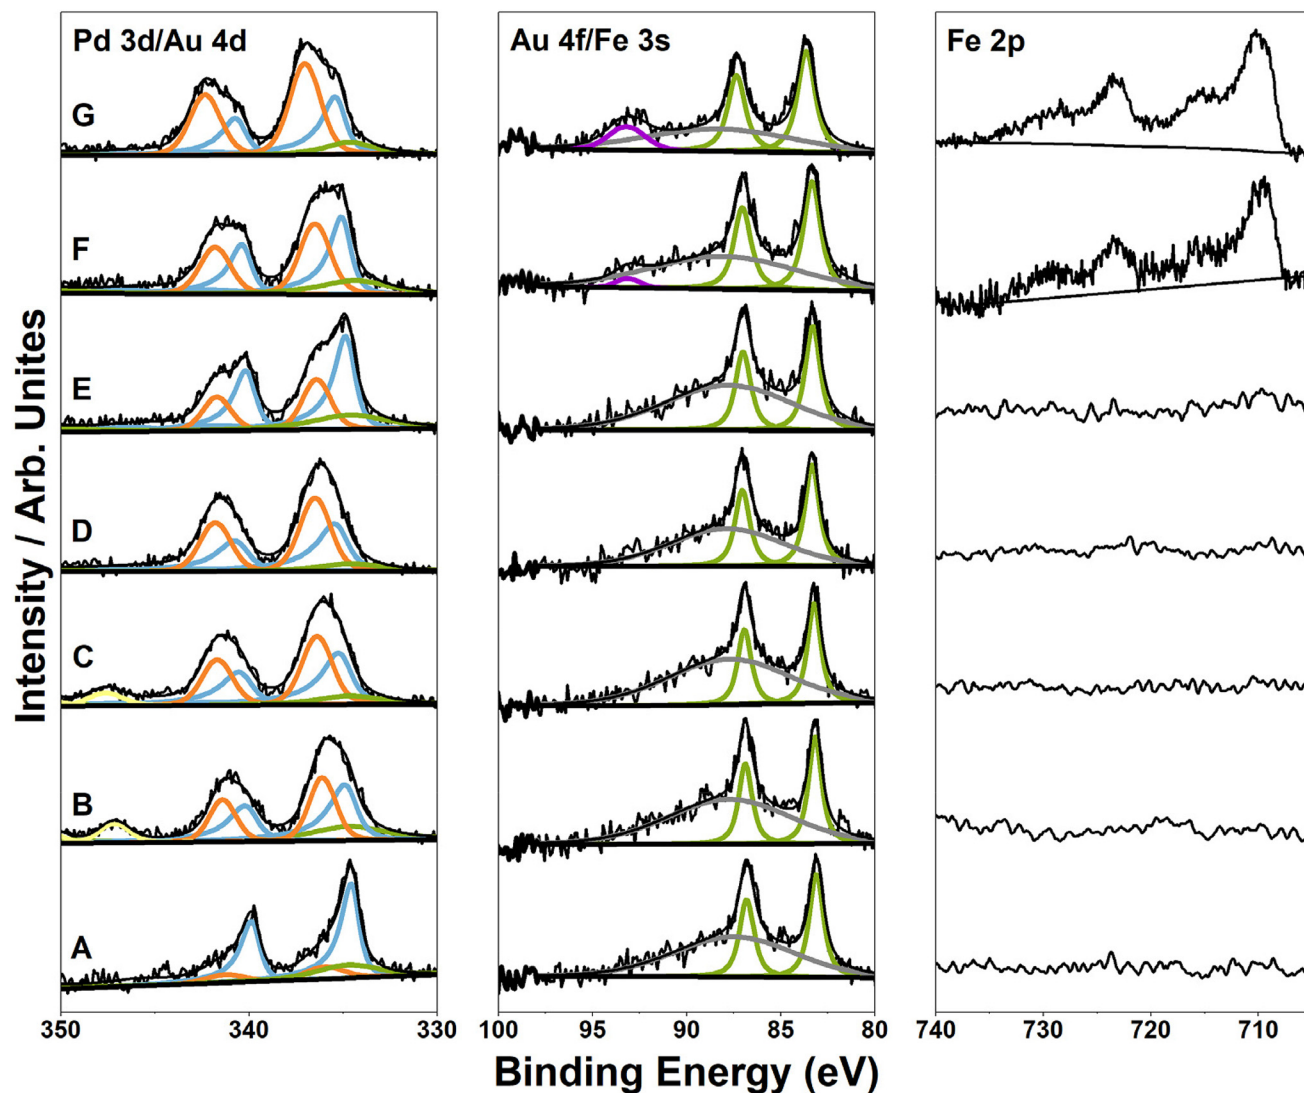 Pd 3d/Au 4d
Au 4f/Fe 3s
Fe 2p
G
F
E
D
C
B
A
Intensity / Arb. Unites
350 340 330
100 95 90 85 80
740 730 720 710
Binding Energy (eV)